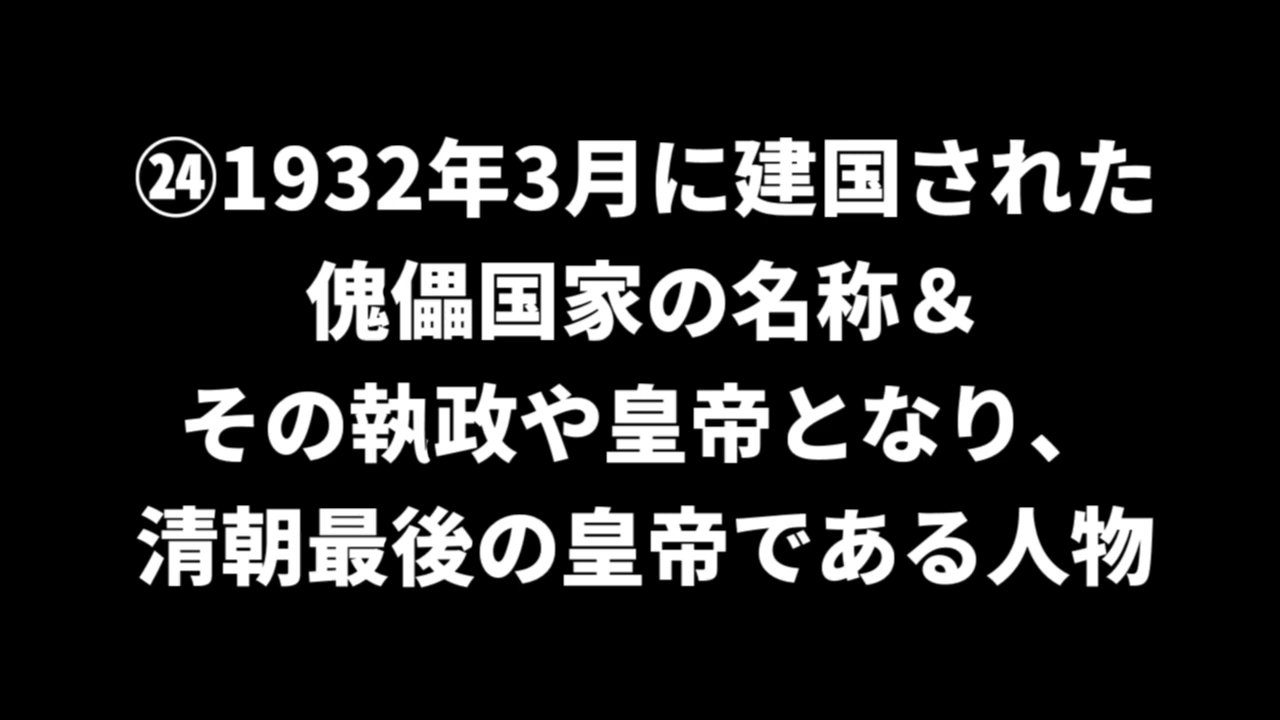 ㉔1932年3月に建国された
傀儡国家の名称＆
その執政や皇帝となり、
清朝最後の皇帝である人物